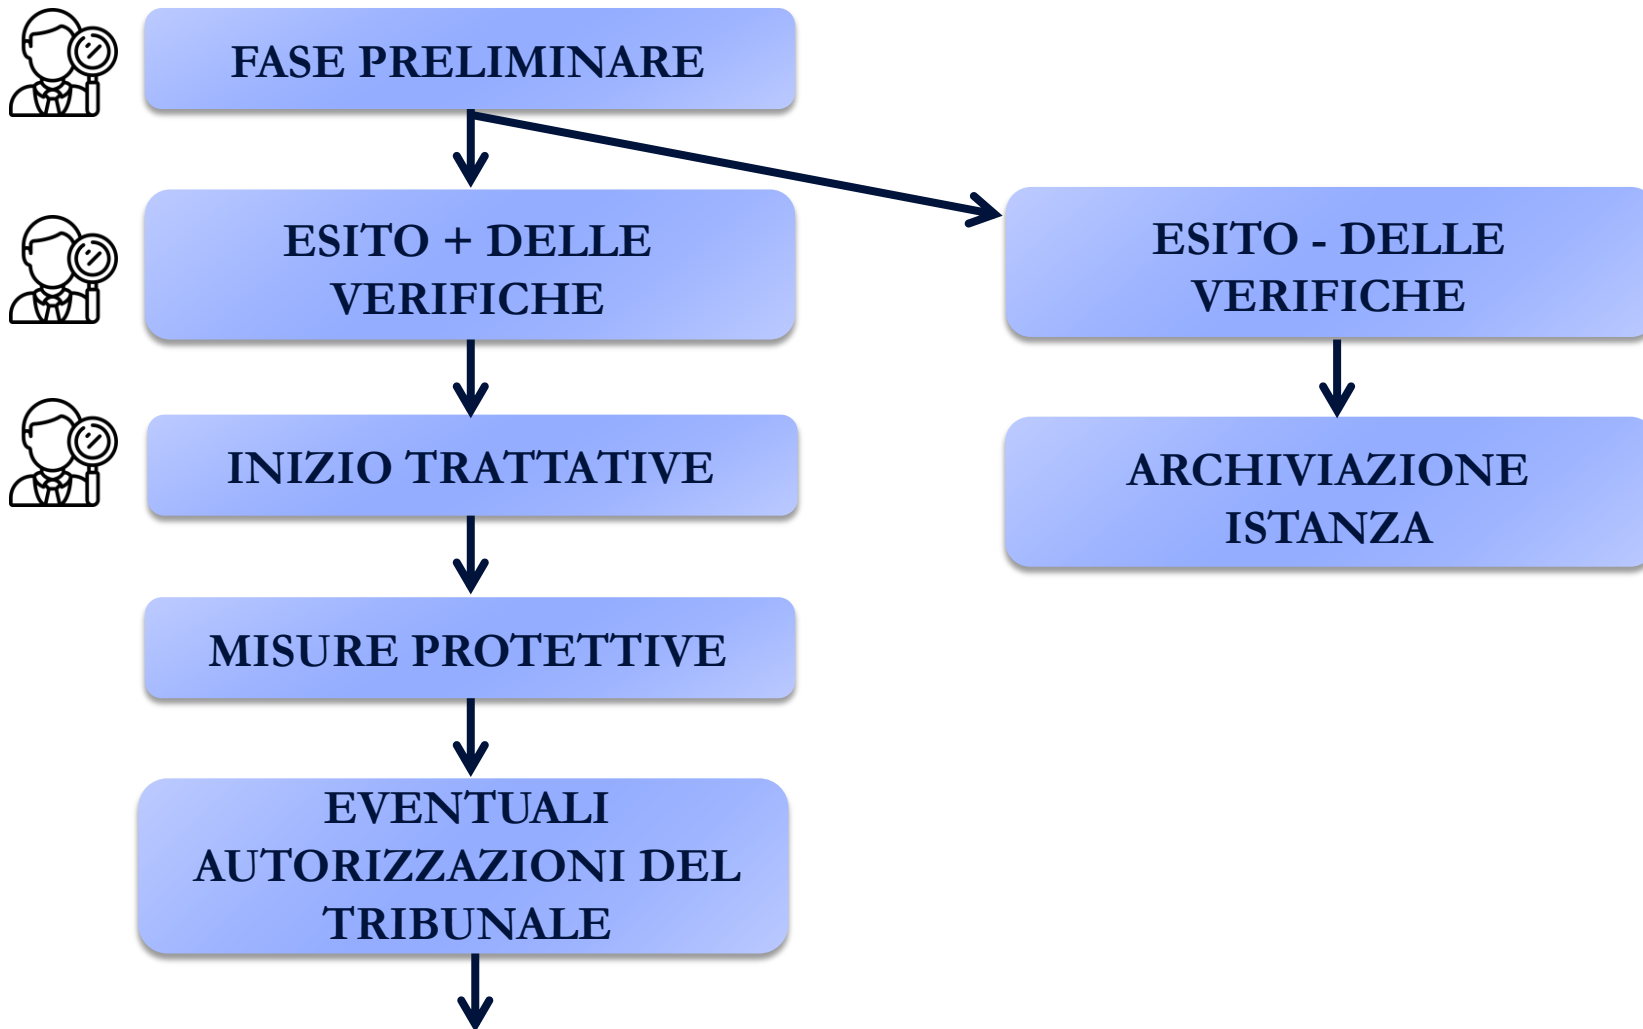 FASE PRELIMINARE
ESITO + DELLE
VERIFICHE
ESITO - DELLE
VERIFICHE
INIZIO TRATTATIVE
ARCHIVIAZIONE
ISTANZA
MISURE PROTETTIVE
EVENTUALI
AUTORIZZAZIONI DEL
TRIBUNALE